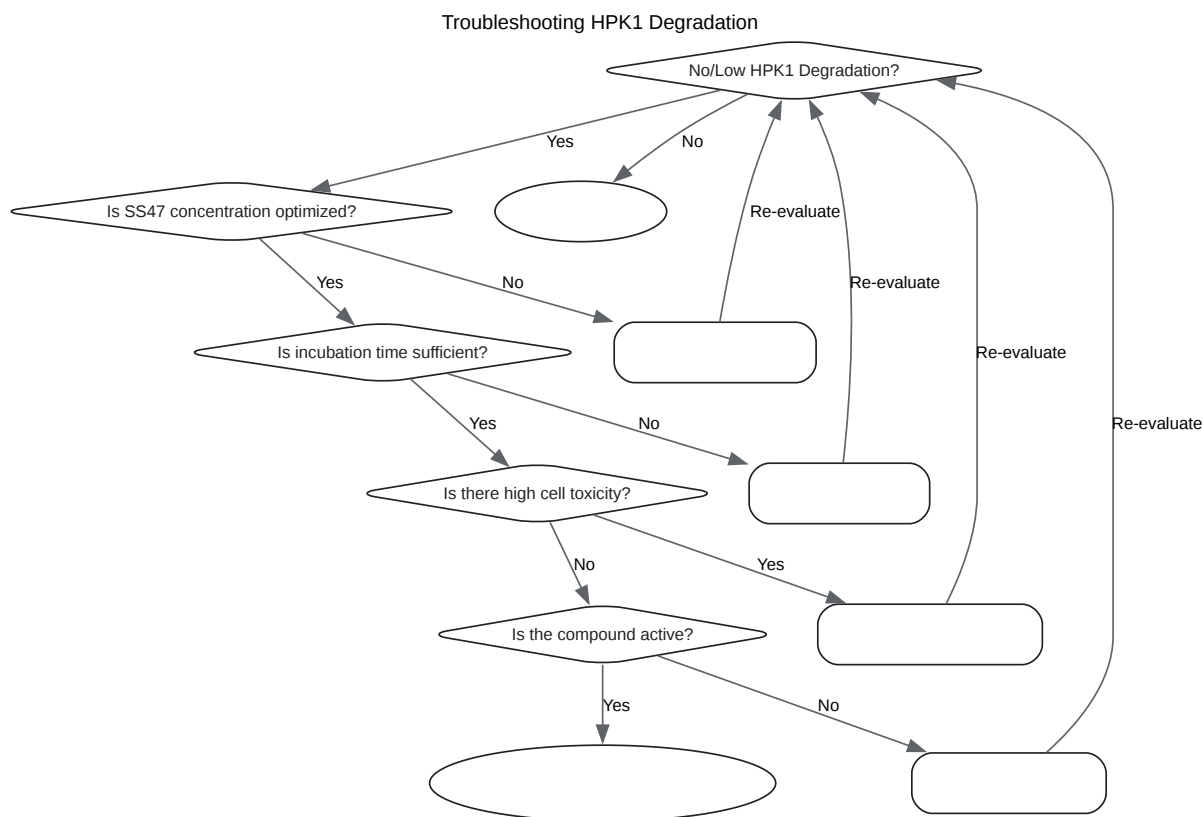 Troubleshooting HPK1 Degradation
No/Low HPK1 Degradation?
Yes
No
Is SS47 concentration optimized?
Re-evaluate
Yes
No
Re-evaluate
Is incubation time sufficient?
Re-evaluate
Yes
No
Re-evaluate
Is there high cell toxicity?
No
Yes
Is the compound active?
Yes
No